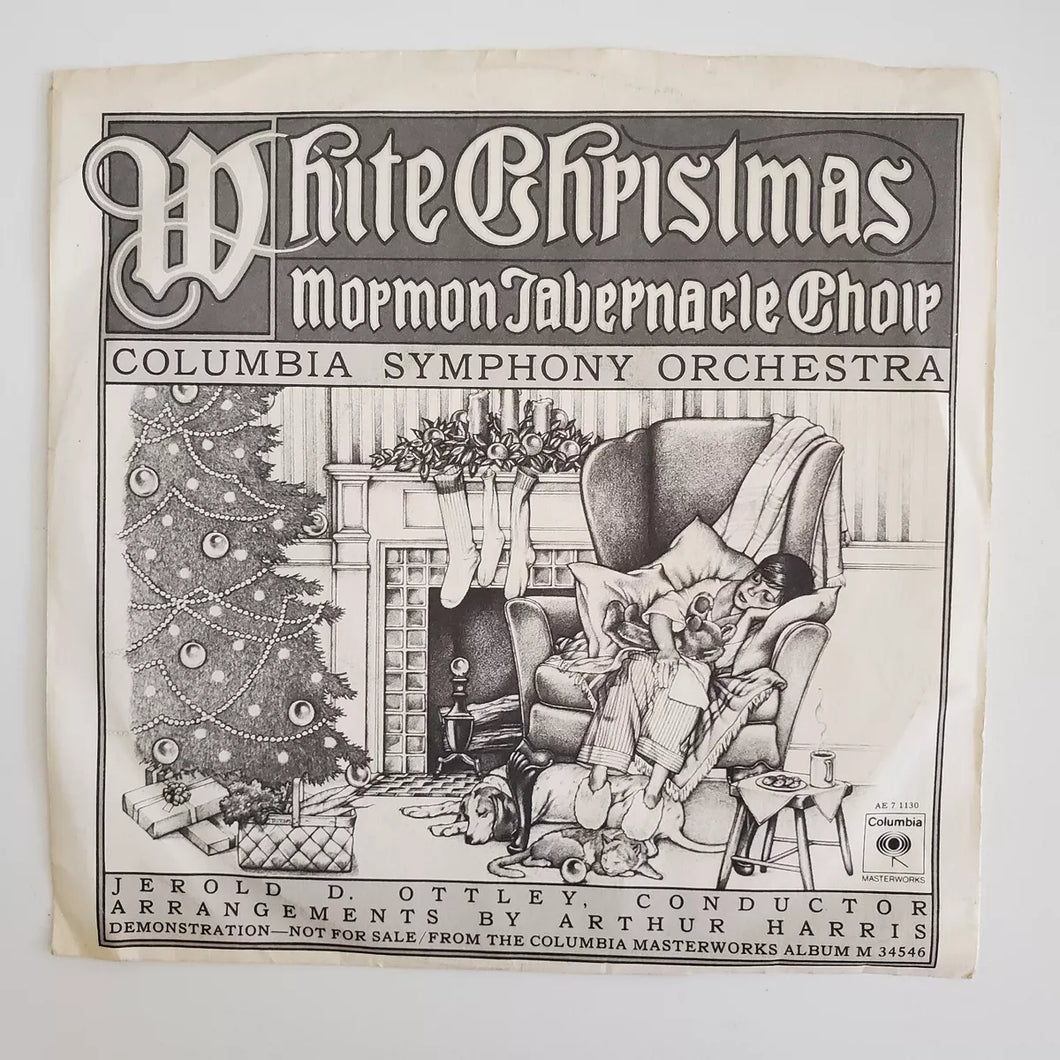 White Christmas
Mormon Tabernacle Choir
COLUMBIA SYMPHONY ORCHESTRA
AE 7 1130
Columbia
MASTERWORKS
JEROLD D. OTTLEY, CONDUCTOR
ARRANGEMENTS BY ARTHUR HARRIS
DEMONSTRATION—NOT FOR SALE/FROM THE COLUMBIA MASTERWORKS ALBUM M 34546